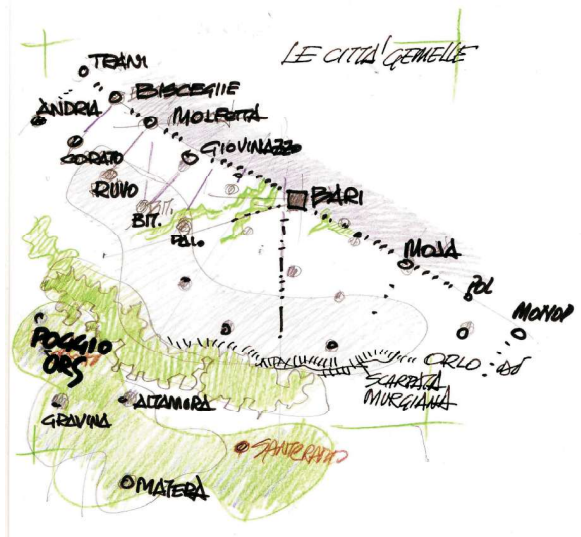 LE CITTA' GEMELLE
TRANI
BISCEGLIE
ANDRIA
MOLFETTA
CORATO
GIOVINAZZO
RUVO
BIT.
BIT.
PAL.
BARI
MOLA
POL
MONOP
POGGIO
ORS
ORLO
SCARPATA
MURGIANA
GRAVINA
ALTAMURA
SANTERAMO
MATERA